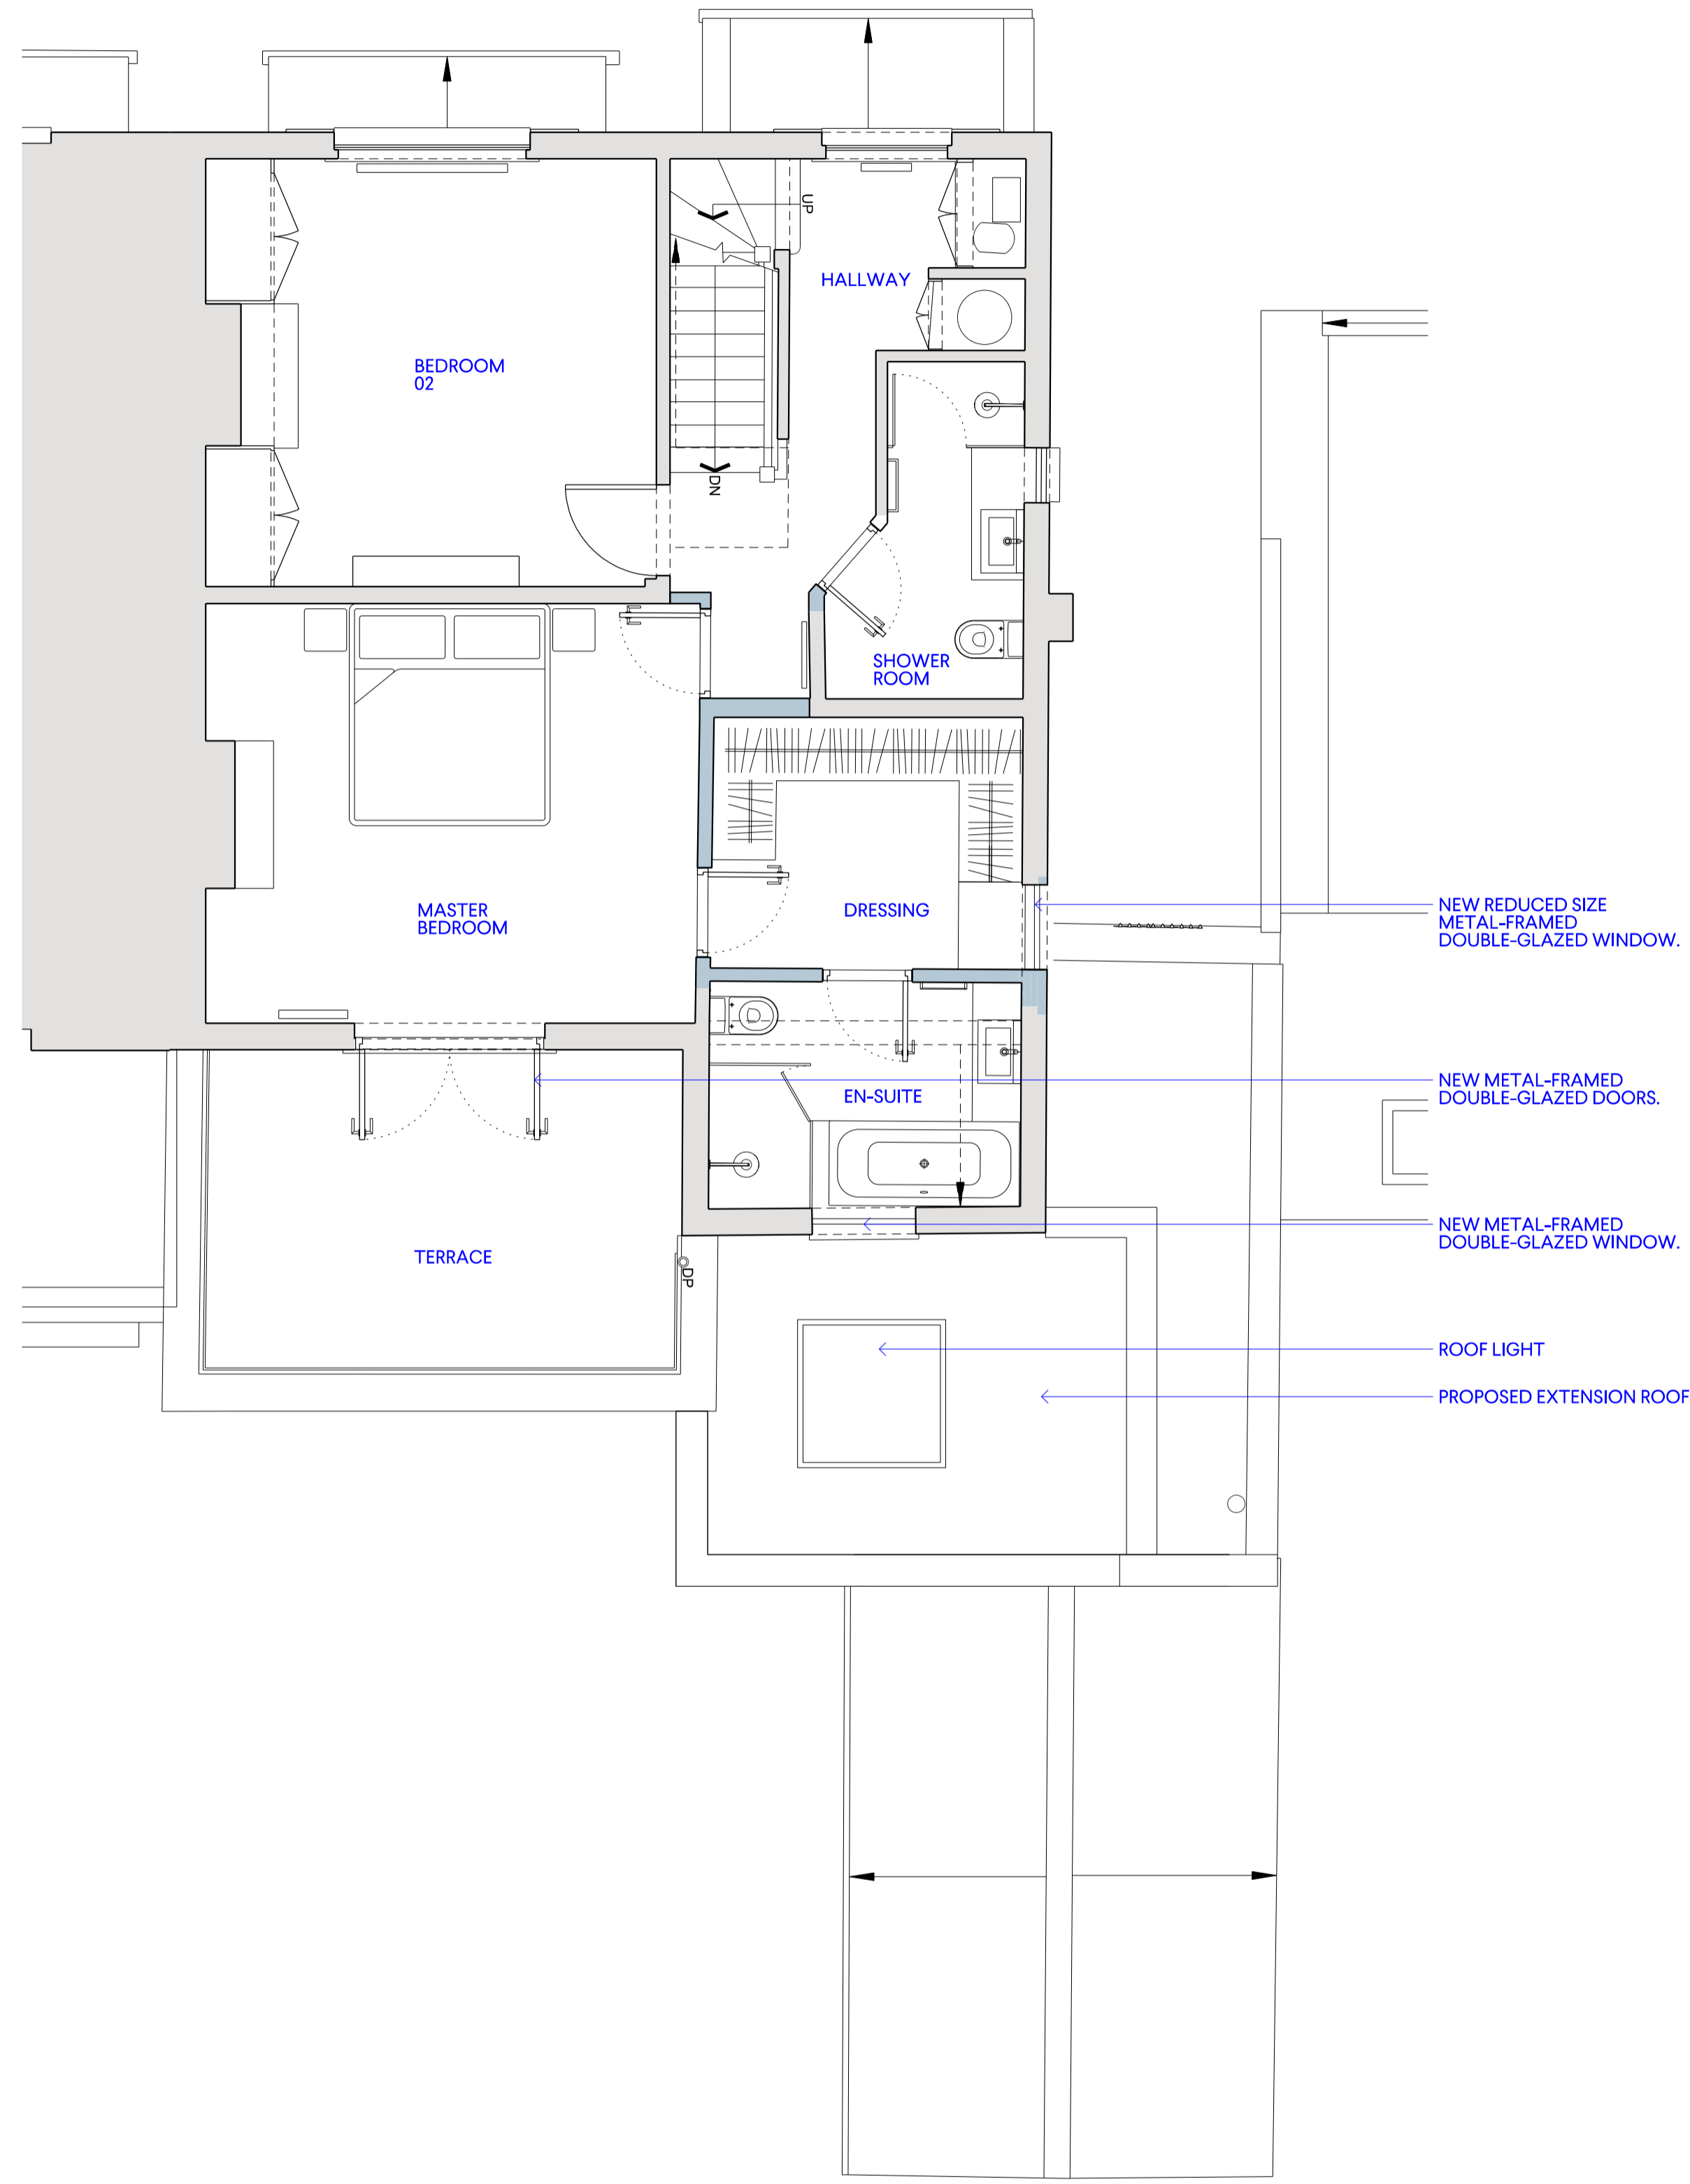 UP
HALLWAY
BEDROOM
02
DN
SHOWER
ROOM
MASTER
BEDROOM
DRESSING
NEW REDUCED SIZE
METAL-FRAMED
DOUBLE-GLAZED WINDOW.
EN-SUITE
NEW METAL-FRAMED
DOUBLE-GLAZED DOORS.
TERRACE
DP
NEW METAL-FRAMED
DOUBLE-GLAZED WINDOW.
ROOF LIGHT
PROPOSED EXTENSION ROOF